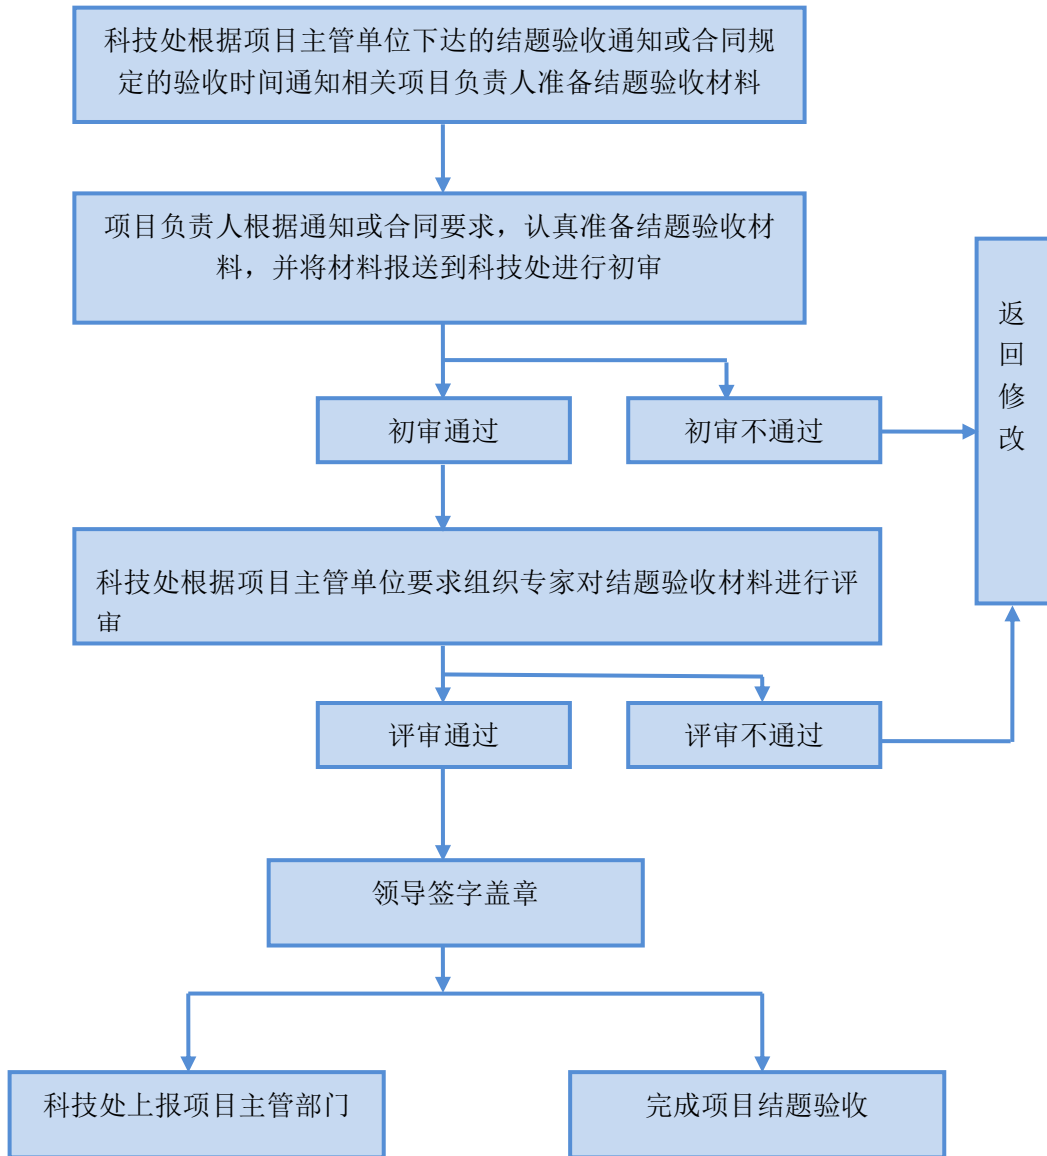 科技处根据项目主管单位下达的结题验收通知或合同规
定的验收时间通知相关项目负责人准备结题验收材料
项目负责人根据通知或合同要求，认真准备结题验收材
料，并将材料报送到科技处进行初审
返
回
修
改
初审通过
初审不通过
科技处根据项目主管单位要求组织专家对结题验收材料进行评
审
评审通过
评审不通过
领导签字盖章
科技处上报项目主管部门
完成项目结题验收